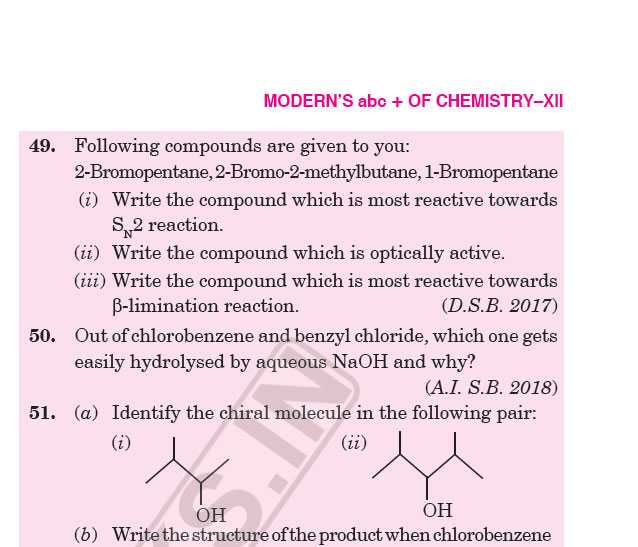 MODERN'S abc + OF CHEMISTRY–XII
49. Following compounds are given to you:
2-Bromopentane, 2-Bromo-2-methylbutane, 1-Bromopentane
(i) Write the compound which is most reactive towards
SN2 reaction.
(ii) Write the compound which is optically active.
(iii) Write the compound which is most reactive towards
β-limination reaction. (D.S.B. 2017)
50. Out of chlorobenzene and benzyl chloride, which one gets
easily hydrolysed by aqueous NaOH and why?
(A.I. S.B. 2018)
51. (a) Identify the chiral molecule in the following pair:
(i) (ii)
OH OH
(b) Write the structure of the product when chlorobenzene
S.IN